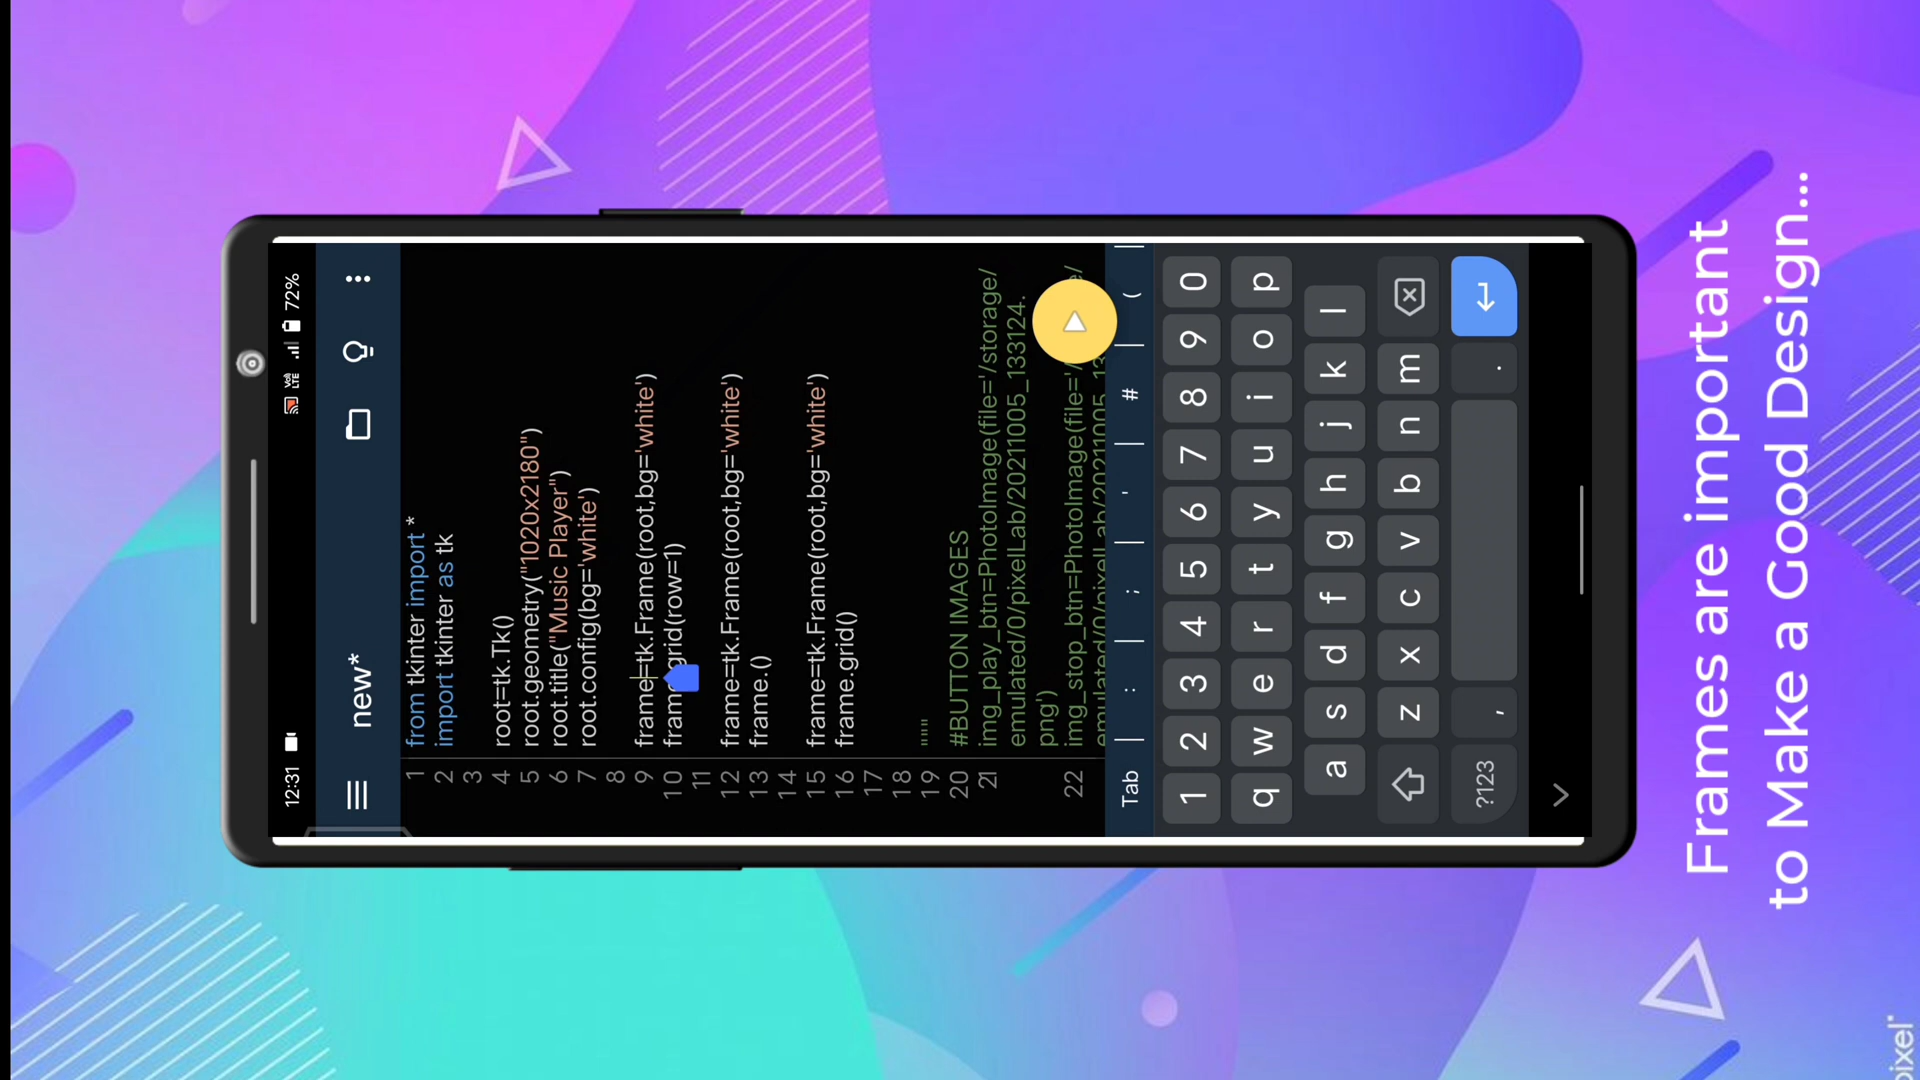 12:31
72%
new*
1 from tkinter import *
2 import tkinter as tk
3
4 root=tk.Tk()
5 root.geometry("1020x2180")
6 root.title("Music Player")
7 root.config(bg='white')
8
9 frame=tk.Frame(root,bg='white')
10 frame.grid(row=1)
11
12 frame=tk.Frame(root,bg='white')
13 frame.()
14
15 frame=tk.Frame(root,bg='white')
16 frame.grid()
17
18
19 """
20 #BUTTON IMAGES
21 img_play_btn=PhotoImage(file='/storage/
emulated/0/pixelLab/20211005_133124.
png')
22 img_stop_btn=PhotoImage(file='/
Tab : ; ' # (
1 2 3 4 5 6 7 8 9 0
q w e r t y u i o p
a s d f g h j k l
z x c v b n m
?123 , .
Frames are important
to Make a Good Design...